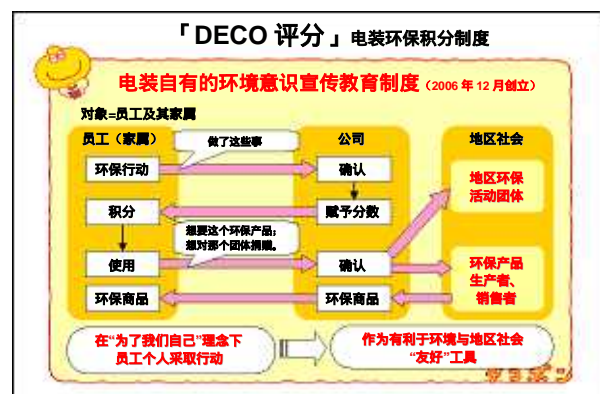 「DECO 评分」电装环保积分制度
电装自有的环境意识宣传教育制度（2006 年 12 月创立）
对象=员工及其家属
员工（家属）
公司
地区社会
做了这些事
环保行动
确认
地区环保
活动团体
积分
赋予分数
想要这个环保产品；
想对那个团体捐赠。
使用
确认
环保产品
生产者、
销售者
环保商品
环保商品
在“为了我们自己”理念下
员工个人采取行动
作为有利于环境与地区社会
“友好”工具